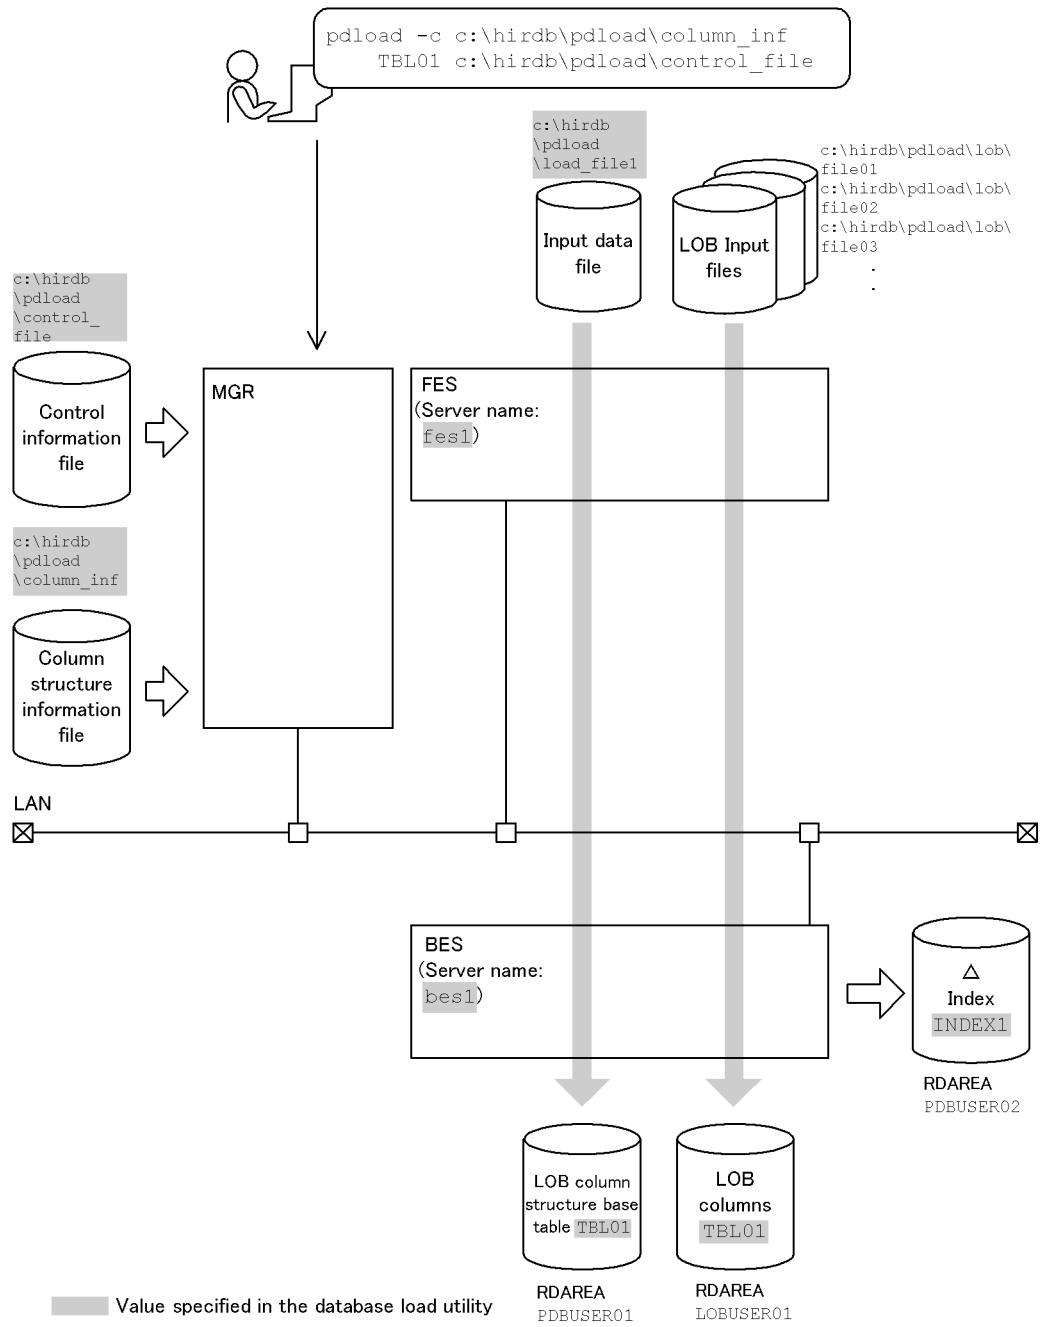 pdload -c c:\hirdb\pdload\column_inf
TBL01 c:\hirdb\pdload\control_file
c:\hirdb
\pdload
\load_file1
c:\hirdb\pdload\lob\
file01
c:\hirdb\pdload\lob\
file02
c:\hirdb\pdload\lob\
file03
.
.
Input data
file
LOB Input
files
c:\hirdb
\pdload
\control_
file
Control
information
file
MGR
FES
(Server name:
fes1)
c:\hirdb
\pdload
\column_inf
Column
structure
information
file
LAN
BES
(Server name:
bes1)
Index
INDEX1
RDAREA
PDBUSER02
LOB column
structure base
table TBL01
RDAREA
PDBUSER01
LOB
columns
TBL01
RDAREA
LOBUSER01
Value specified in the database load utility